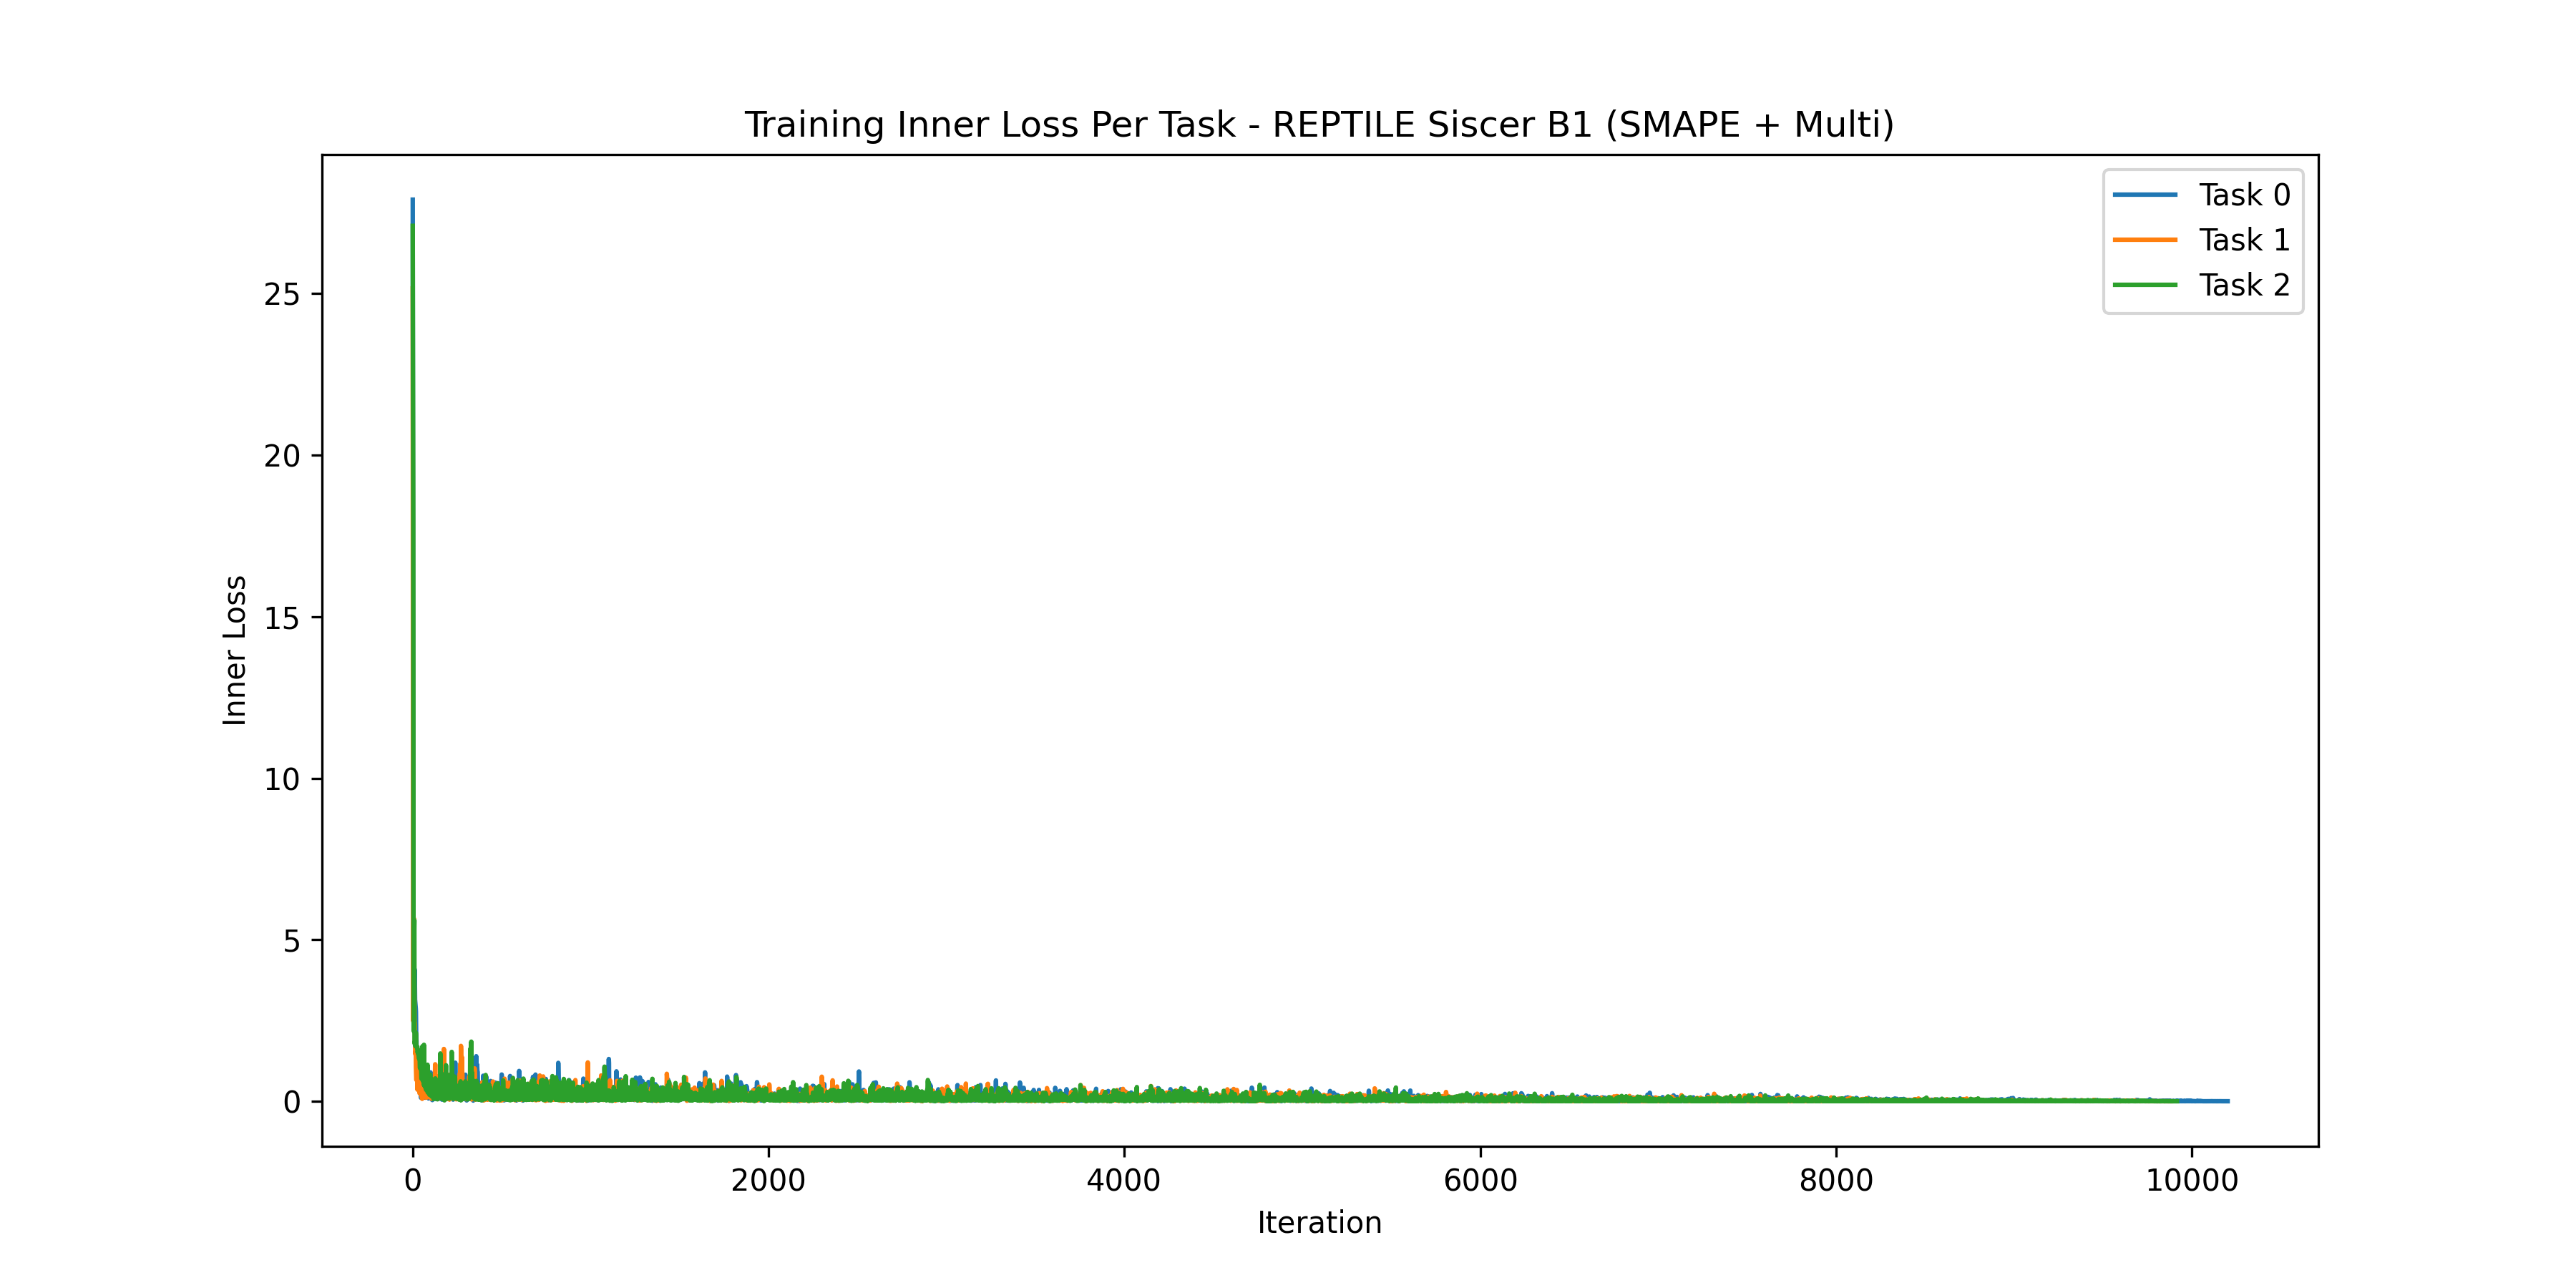 Training Inner Loss Per Task - REPTILE Siscer B1 (SMAPE + Multi)
Task 0
Task 1
Task 2
25
20
15
10
5
0
Inner Loss
0 2000 4000 6000 8000 10000
Iteration